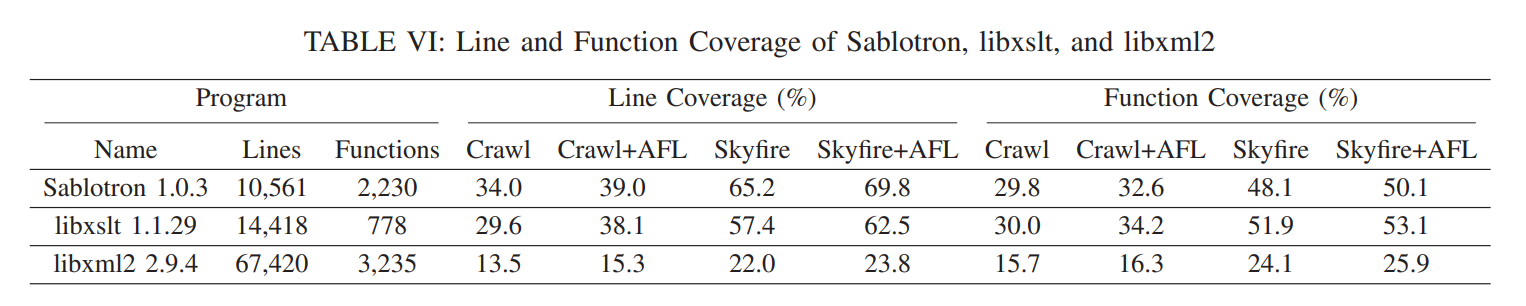 TABLE VI: Line and Function Coverage of Sablotron, libxslt, and libxml2
Program Line Coverage (%) Function Coverage (%)
Name Lines Functions Crawl Crawl+AFL Skyfire Skyfire+AFL Crawl Crawl+AFL Skyfire Skyfire+AFL
Sablotron 1.0.3 10,561 2,230 34.0 39.0 65.2 69.8 29.8 32.6 48.1 50.1
libxslt 1.1.29 14,418 778 29.6 38.1 57.4 62.5 30.0 34.2 51.9 53.1
libxml2 2.9.4 67,420 3,235 13.5 15.3 22.0 23.8 15.7 16.3 24.1 25.9